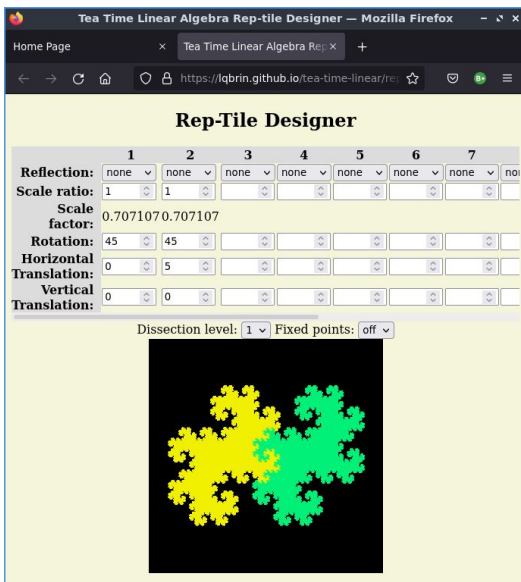 Tea Time Linear Algebra Rep-tile Designer — Mozilla Firefox
Home Page × Tea Time Linear Algebra Rep × +
https://lqbrin.github.io/tea-time-linear/re
Rep-Tile Designer
1 2 3 4 5 6 7
Reflection: none none none none none none none
Scale ratio: 1 1
Scale
factor: 0.707107 0.707107
Rotation: 45 45
Horizontal
Translation: 0 5
Vertical
Translation: 0 0
Dissection level: 1 Fixed points: off